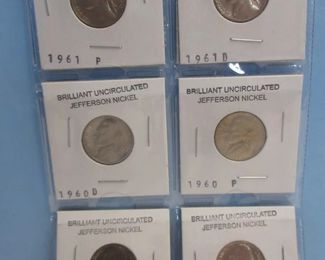 1961 P
1961 D
BRILLIANT UNCIRCULATED
JEFFERSON NICKEL
BRILLIANT UNCIRCULATED
JEFFERSON NICKEL
1960 D
1960 P
BRILLIANT UNCIRCULATED
JEFFERSON NICKEL
BRILLIANT UNCIRCULATED
JEFFERSON NICKEL